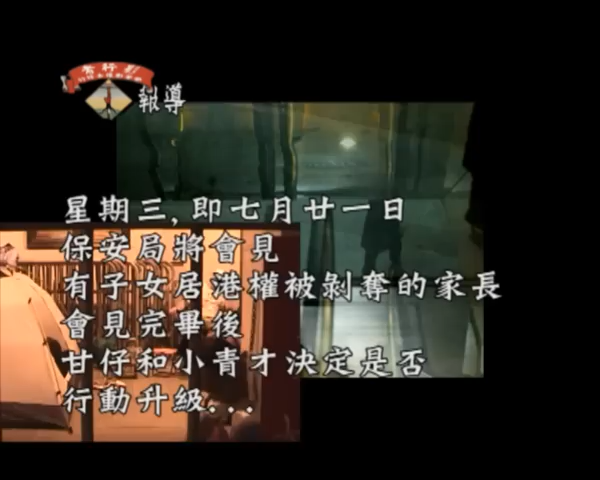 報導
星期三,即七月廿一日
保安局將會見
有子女居港權被剝奪的家長
會見完畢後
甘仔和小青才決定是否
行動升級...